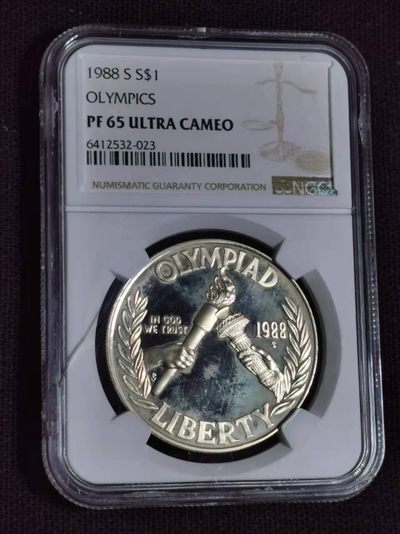 1988 S S$1
OLYMPICS
PF 65 ULTRA CAMEO
6412532-023
NUMISMATIC GUARANTY CORPORATION
NGC
OLYMPIAD
IN GOD
WE TRUST
1988
S
LIBERTY